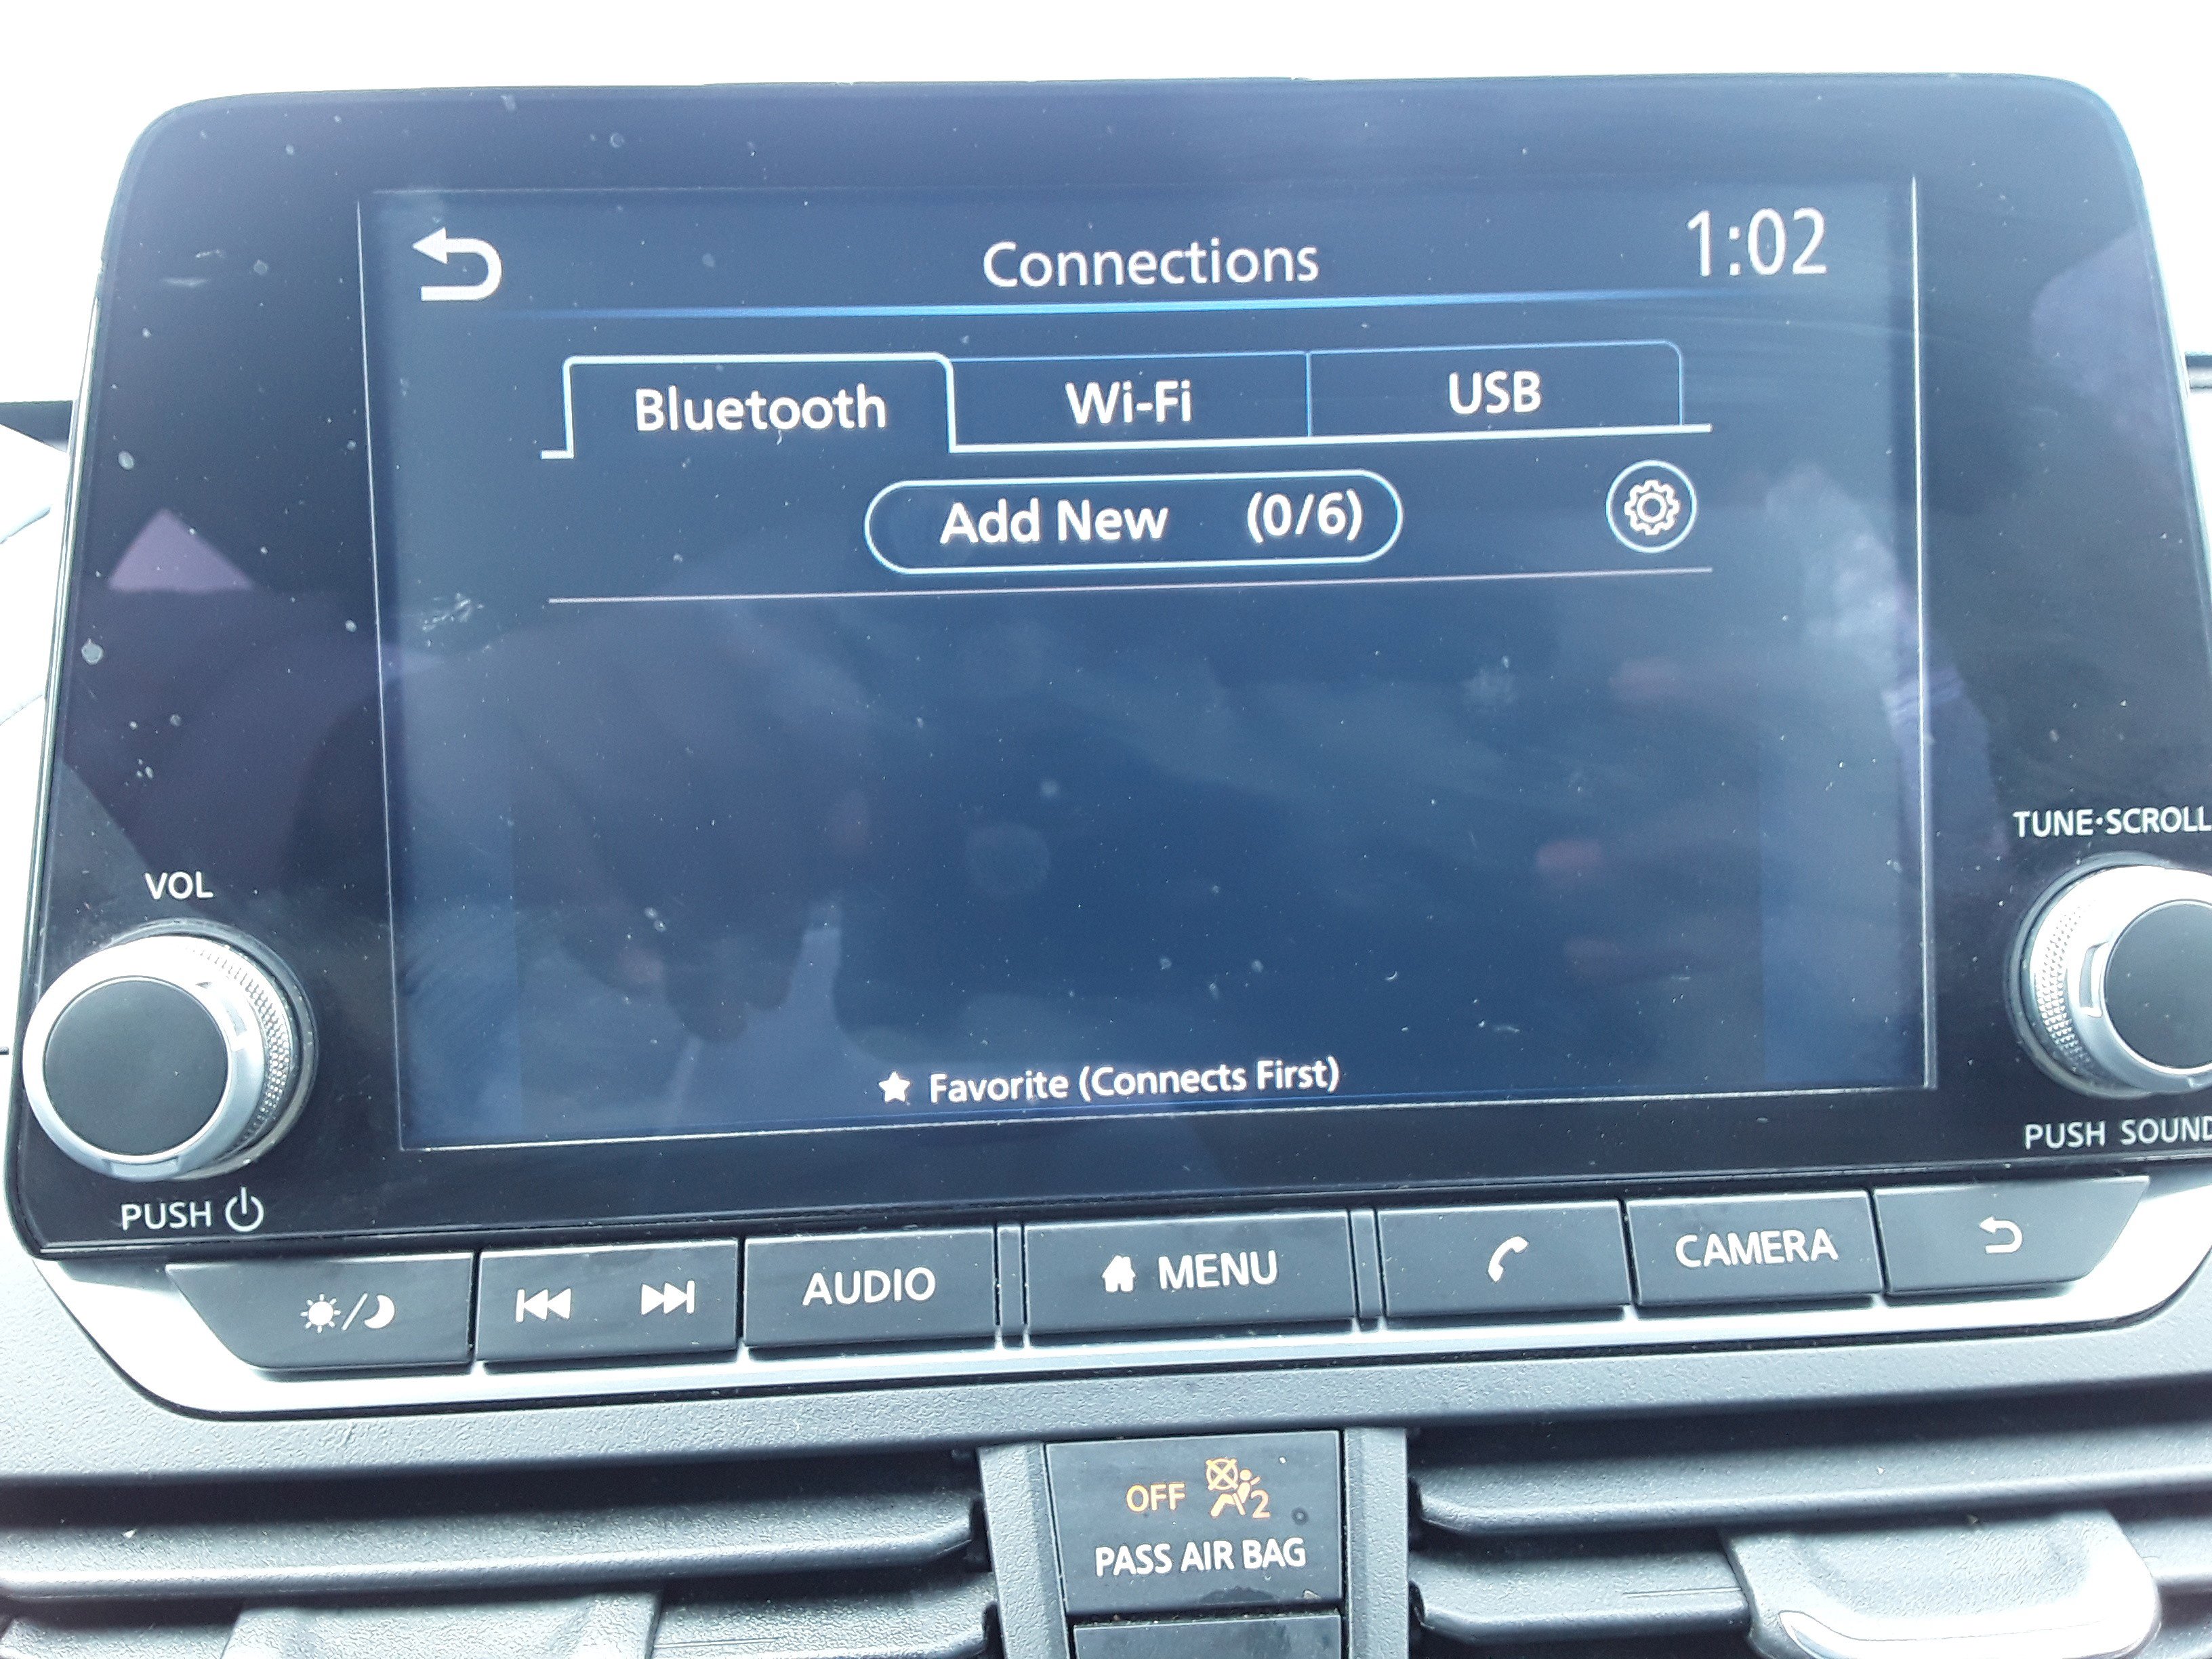 Connections
1:02
Bluetooth
Wi-Fi
USB
Add New (0/6)
Favorite (Connects First)
VOL
PUSH
TUNE·SCROLL
PUSH SOUND
AUDIO
MENU
CAMERA
OFF 2
PASS AIR BAG